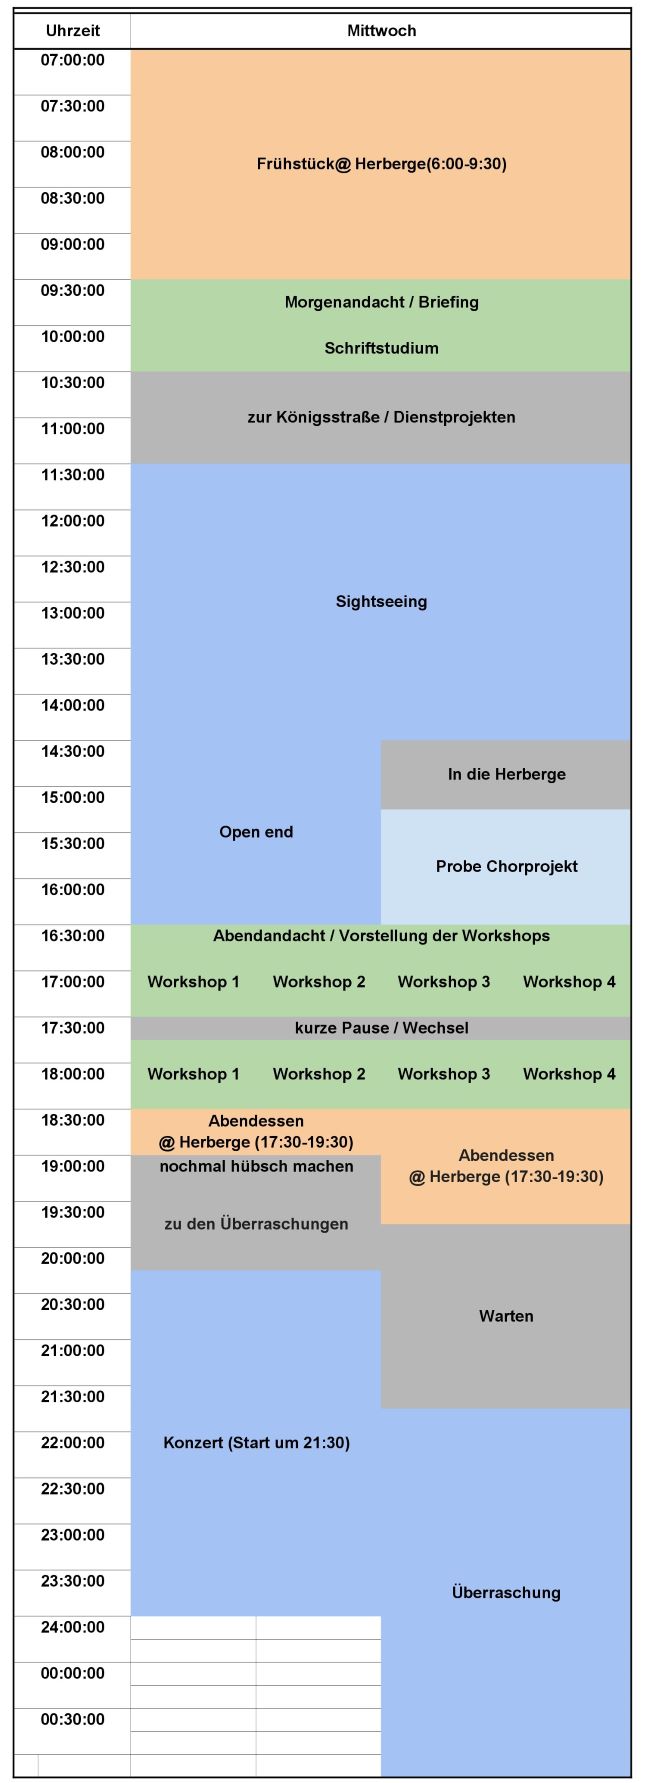 Uhrzeit Mittwoch
07:00:00
07:30:00
08:00:00
Frühstück@ Herberge(6:00-9:30)
08:30:00
09:00:00
09:30:00
Morgenandacht / Briefing
10:00:00
Schriftstudium
10:30:00
zur Königsstraße / Dienstprojekten
11:00:00
11:30:00
12:00:00
12:30:00
Sightseeing
13:00:00
13:30:00
14:00:00
14:30:00
In die Herberge
15:00:00
Open end
15:30:00
Probe Chorprojekt
16:00:00
16:30:00 Abendandacht / Vorstellung der Workshops
17:00:00 Workshop 1 Workshop 2 Workshop 3 Workshop 4
17:30:00 kurze Pause / Wechsel
18:00:00 Workshop 1 Workshop 2 Workshop 3 Workshop 4
18:30:00 Abendessen
@ Herberge (17:30-19:30)
Abendessen
@ Herberge (17:30-19:30)
19:00:00 nochmal hübsch machen
19:30:00
zu den Überraschungen
20:00:00
20:30:00
Warten
21:00:00
21:30:00
22:00:00 Konzert (Start um 21:30)
22:30:00
23:00:00
23:30:00
Überraschung
24:00:00
00:00:00
00:30:00